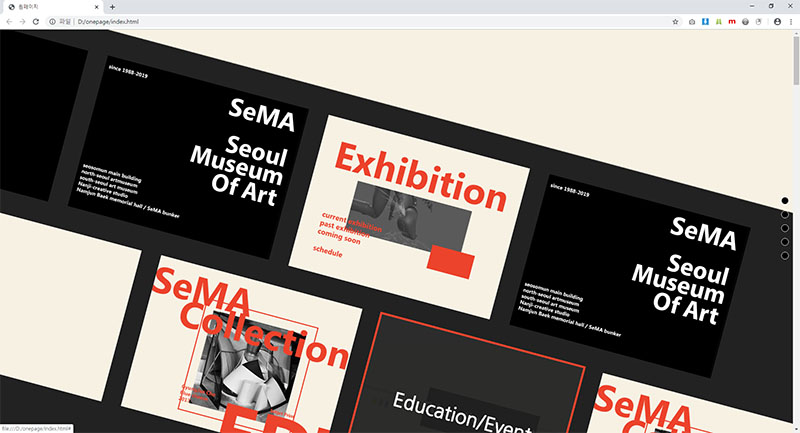 원페이지
파일
D:/onepage/index.html
since 1988-2019
SeMA
Seoul
Museum
Of Art
seosomun main building
north-seoul artmuseum
south-seoul art museum
Nanji-creative studio
Namjun Baek memorial hall / SeMA bunker
Exhibition
current exhibition
past exhibition
coming soon
schedule
since 1988-2019
SeMA
Seoul
Museum
Of Art
seosomun main building
north-seoul artmuseum
south-seoul art museum
Nanji-creative studio
Namjun Baek memorial hall / SeMA bunker
SeMA
Collection
Education/Event
SeMA
file:///D:/onepage/index.html#